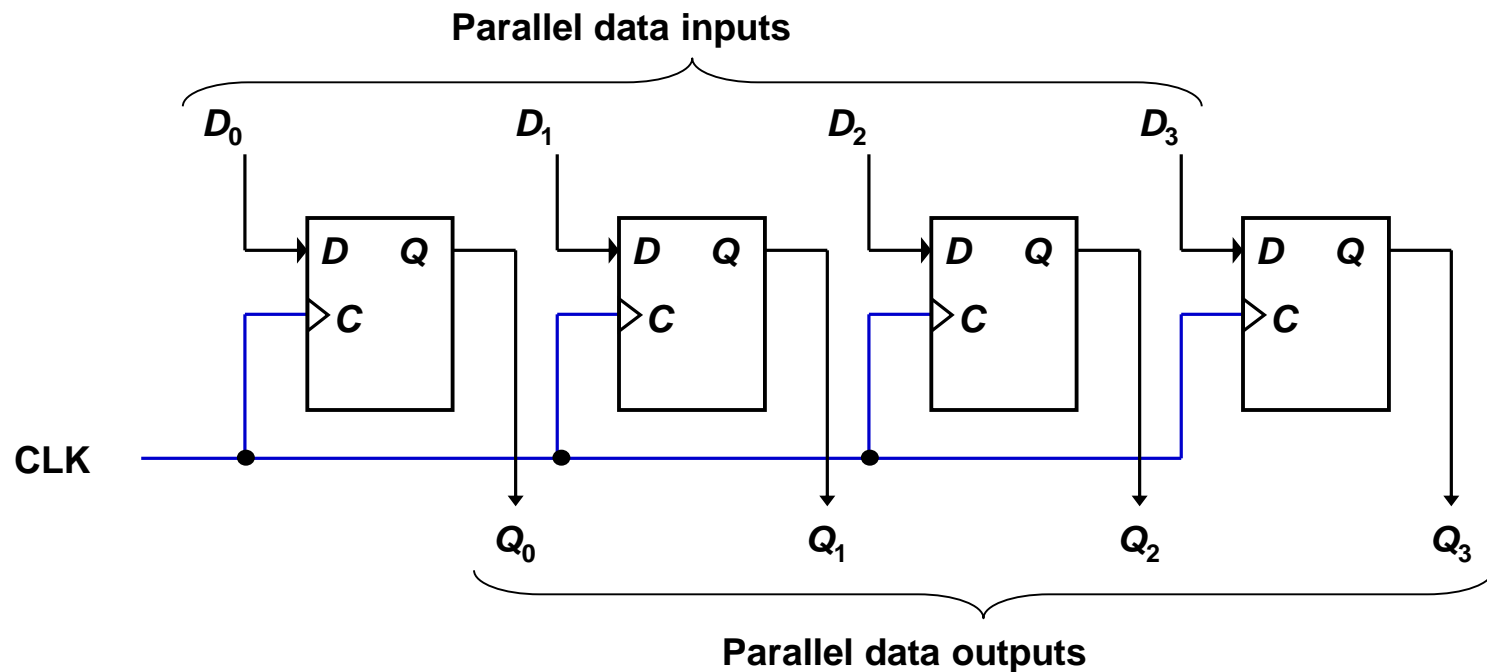 Parallel data inputs
D0 D1 D2 D3
D Q D Q D Q D Q
C C C C
CLK
Q0 Q1 Q2 Q3
Parallel data outputs